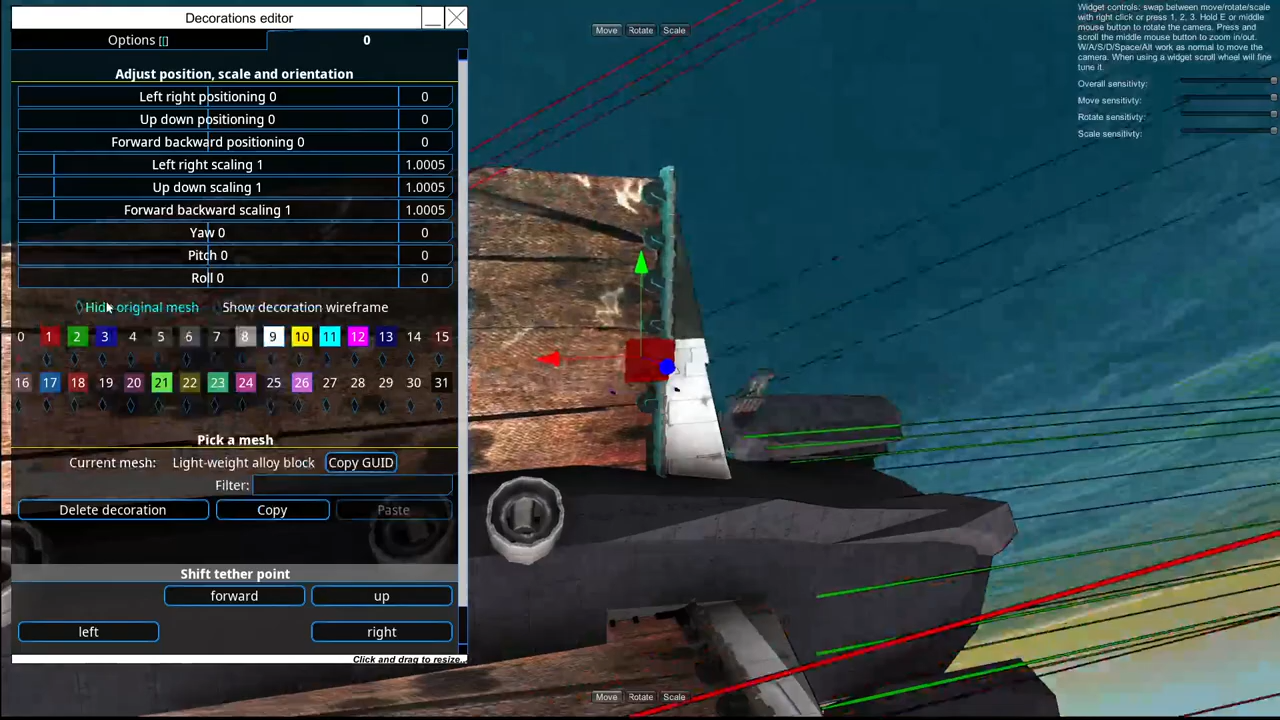 Decorations editor
Options [[]
0
Adjust position, scale and orientation
Left right positioning 0 0
Up down positioning 0 0
Forward backward positioning 0 0
Left right scaling 1 1.0005
Up down scaling 1 1.0005
Forward backward scaling 1 1.0005
Yaw 0 0
Pitch 0 0
Roll 0 0
Hide original mesh Show decoration wireframe
0 1 2 3 4 5 6 7 8 9 10 11 12 13 14 15
16 17 18 19 20 21 22 23 24 25 26 27 28 29 30 31
Pick a mesh
Current mesh: Light-weight alloy block Copy GUID
Filter:
Delete decoration Copy Paste
Shift tether point
forward up
left right
Click and drag to resize..
Move Rotate Scale
Widget controls: swap between move/rotate/scale
with right click or press 1, 2, 3. Hold E or middle
mouse button to rotate the camera. Press and
scroll the middle mouse button to zoom in/out.
W/A/S/D/Space/Alt work as normal to move the
camera. When using a widget scroll wheel will fine
tune it.
Overall sensitivity:
Move sensitivity:
Rotate sensitivity:
Scale sensitivity:
Move Rotate Scale